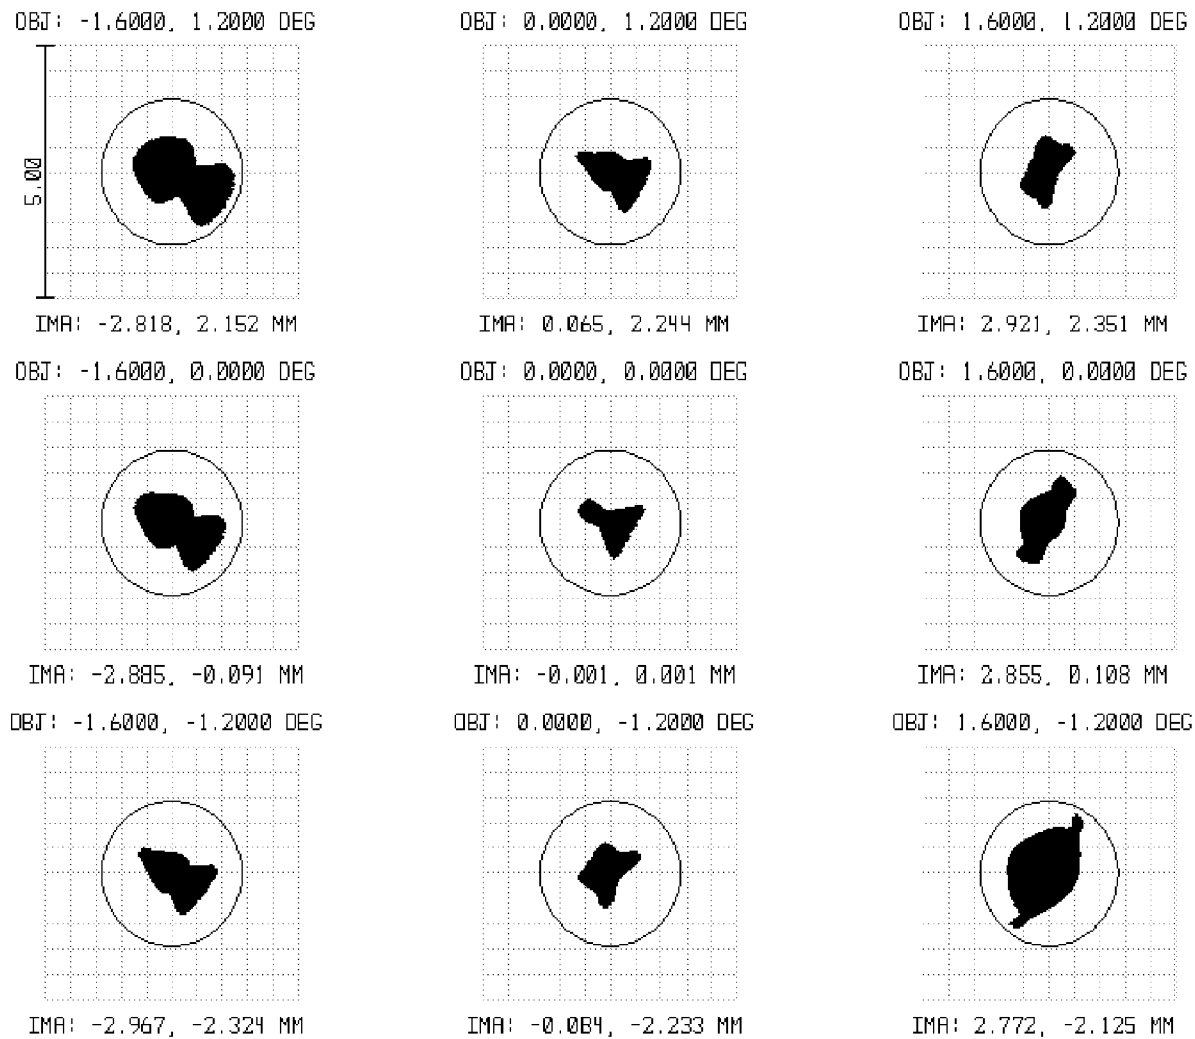 OBJ: -1.6000, 1.2000 DEG
OBJ: 0.0000, 1.2000 DEG
OBJ: 1.6000, 1.2000 DEG
5.00
IMA: -2.818, 2.152 MM
IMA: 0.065, 2.244 MM
IMA: 2.921, 2.351 MM
OBJ: -1.6000, 0.0000 DEG
OBJ: 0.0000, 0.0000 DEG
OBJ: 1.6000, 0.0000 DEG
IMA: -2.885, -0.091 MM
IMA: -0.001, 0.001 MM
IMA: 2.855, 0.108 MM
OBJ: -1.6000, -1.2000 DEG
OBJ: 0.0000, -1.2000 DEG
OBJ: 1.6000, -1.2000 DEG
IMA: -2.967, -2.324 MM
IMA: -0.084, -2.233 MM
IMA: 2.772, -2.125 MM